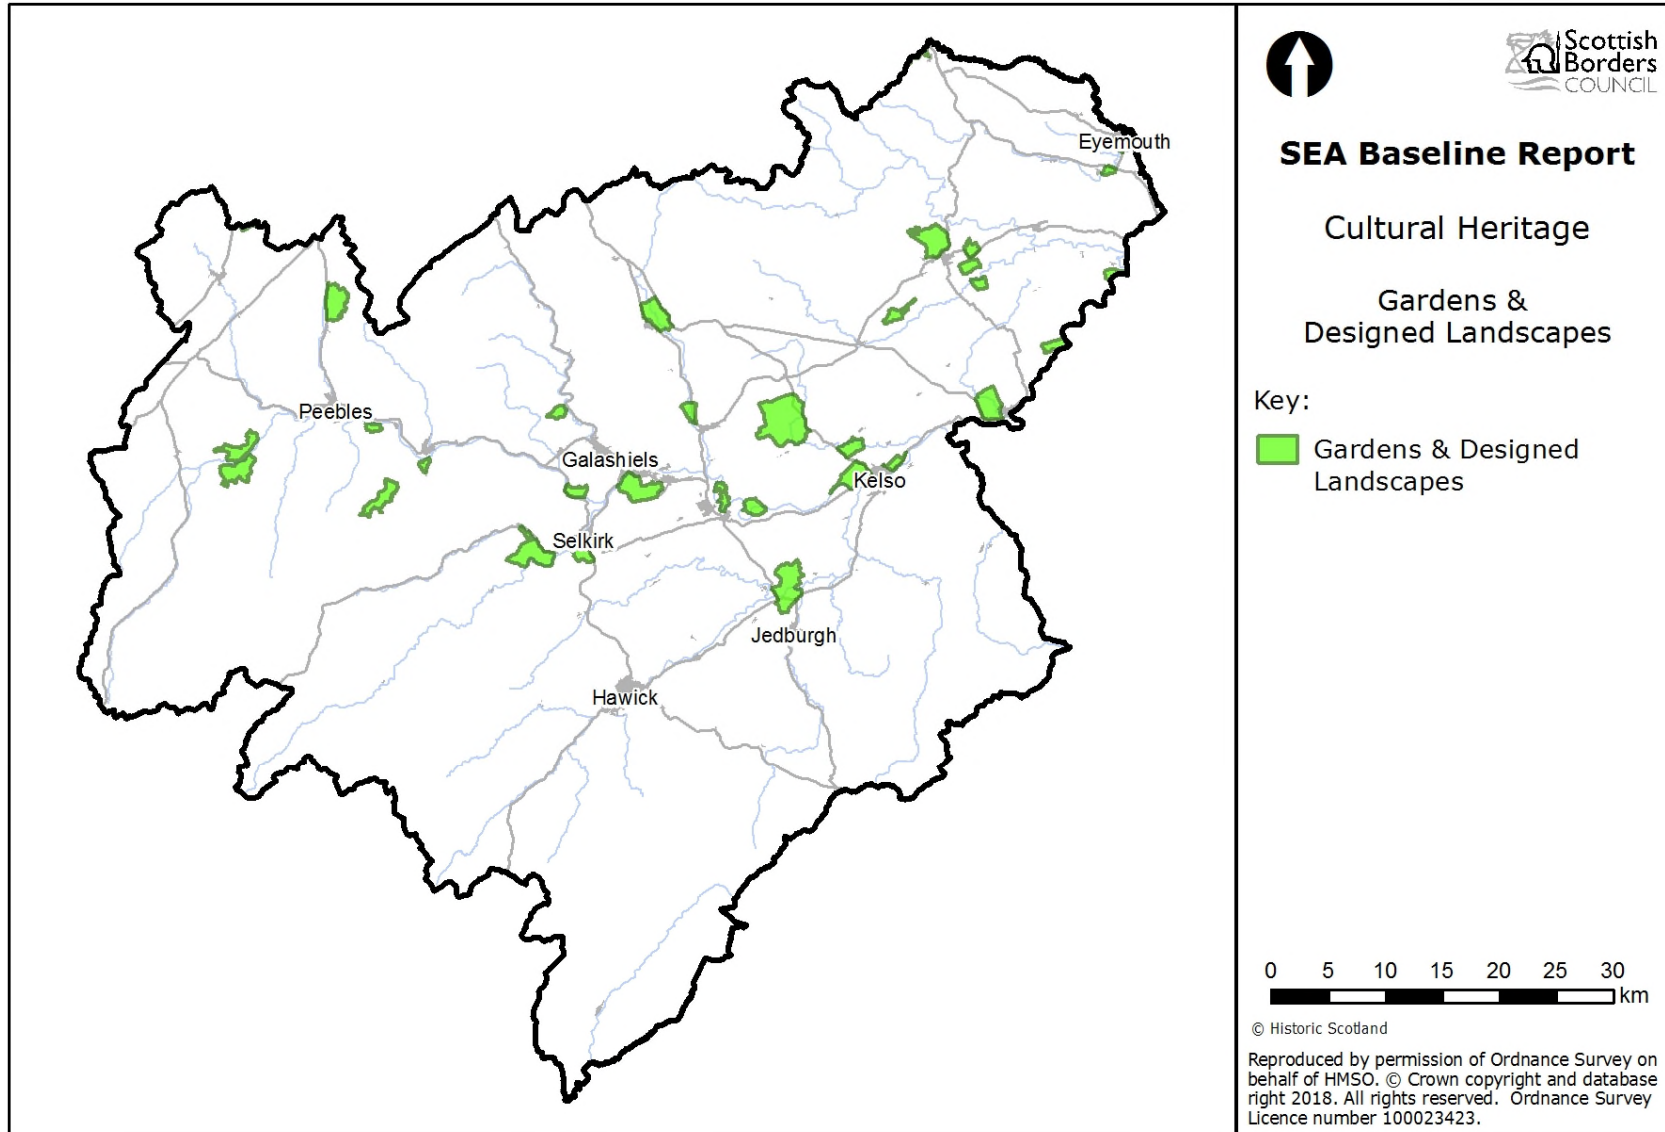 Eyemouth
Peebles
Galashiels
Kelso
Selkirk
Jedburgh
Hawick
Scottish
Borders
COUNCIL
SEA Baseline Report
Cultural Heritage
Gardens &
Designed Landscapes
Key:
Gardens & Designed
Landscapes
0 5 10 15 20 25 30
km
© Historic Scotland
Reproduced by permission of Ordnance Survey on
behalf of HMSO. © Crown copyright and database
right 2018. All rights reserved. Ordnance Survey
Licence number 100023423.